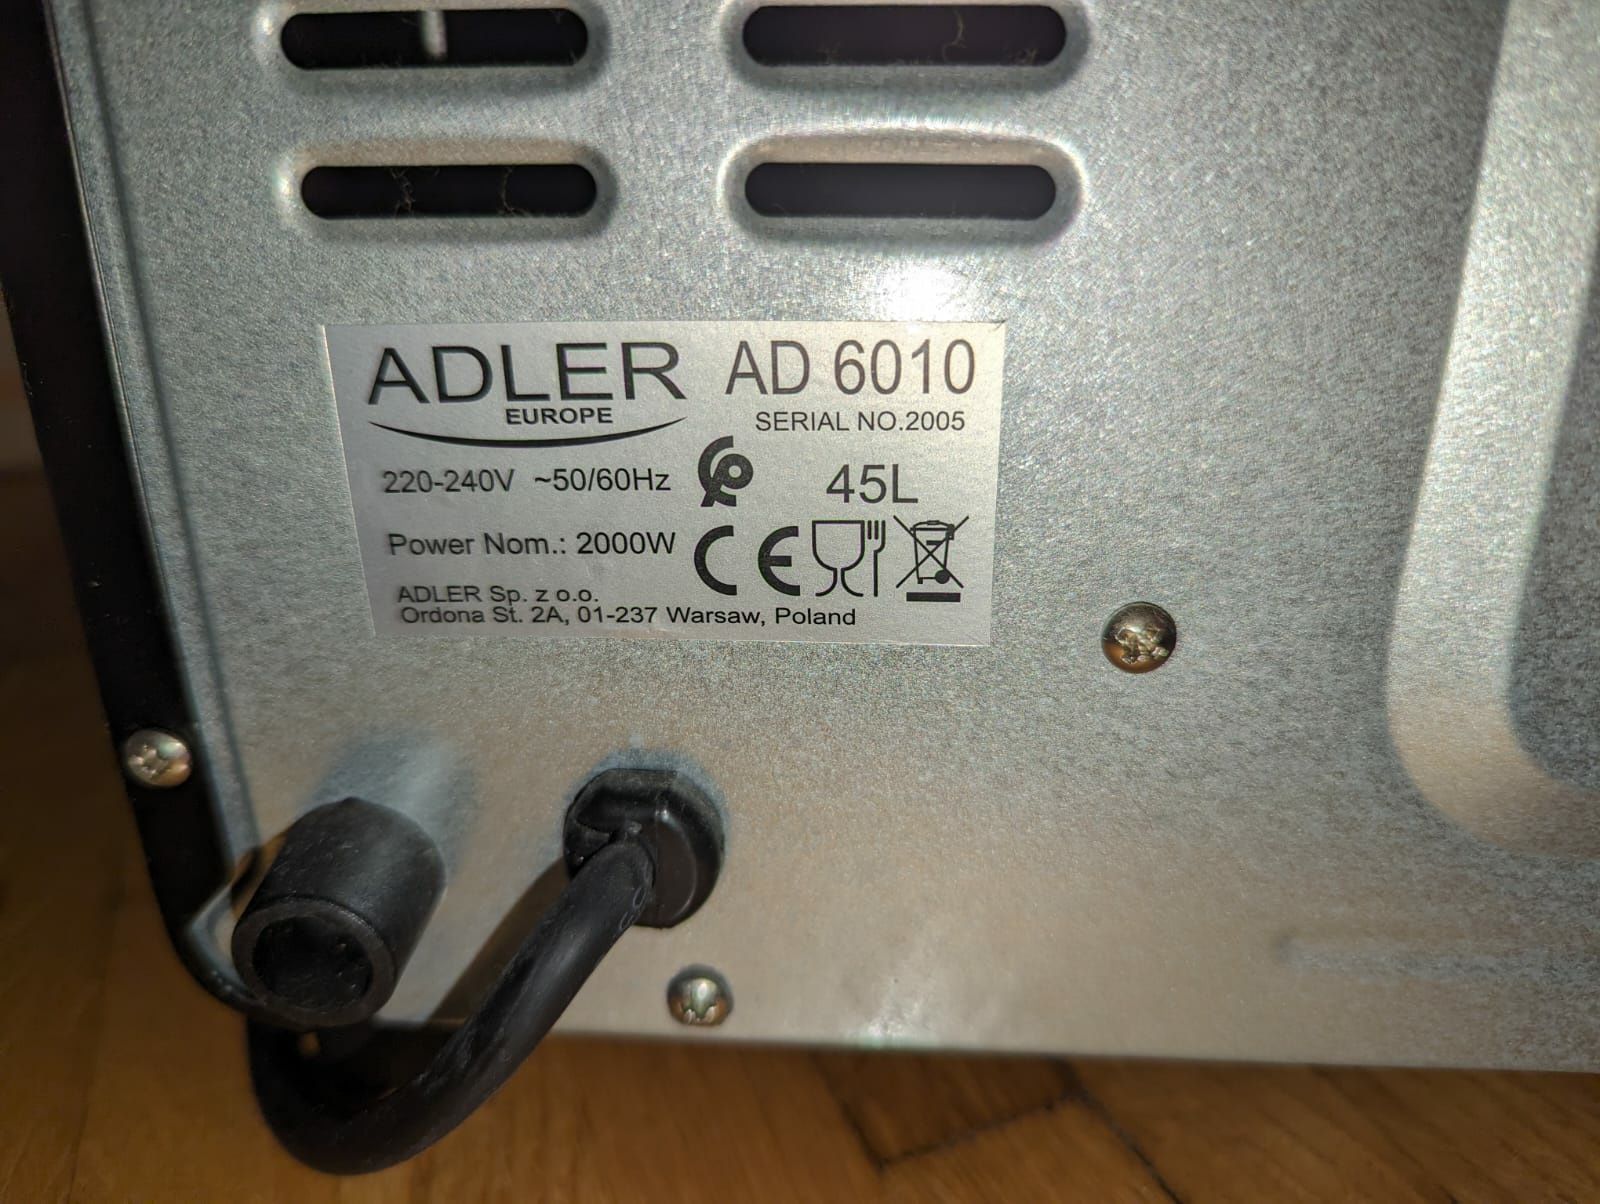 ADLER AD 6010
EUROPE
SERIAL NO.2005
220-240V ~50/60Hz 45L
Power Nom.: 2000W CE
ADLER Sp. z o.o.
Ordona St. 2A, 01-237 Warsaw, Poland